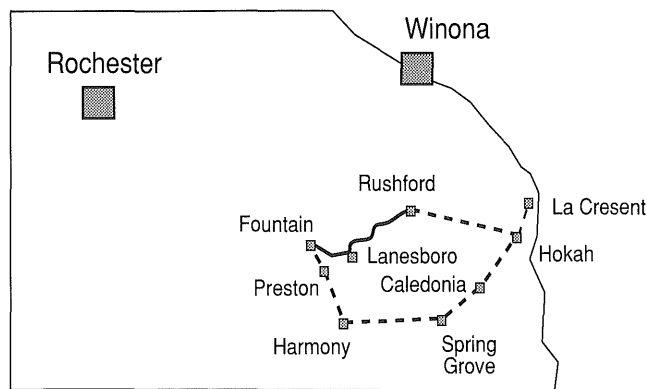 Winona
Rochester
Rushford
La Cresent
Fountain
Lanesboro
Hokah
Preston
Caledonia
Harmony
Spring
Grove